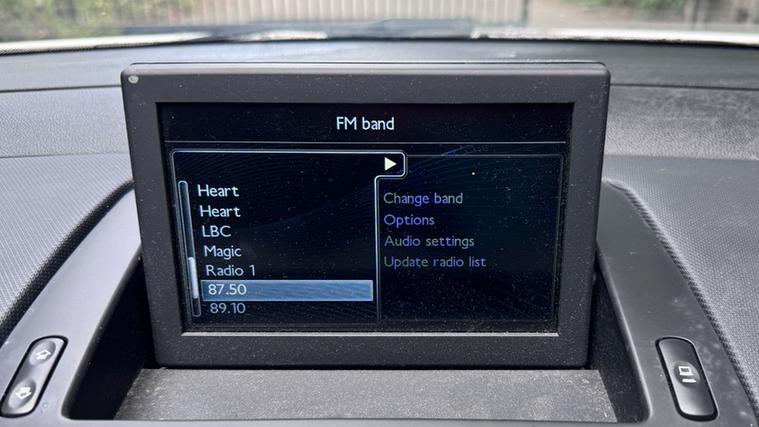 FM band
Heart
Heart
LBC
Magic
Radio 1
87.50
89.10
Change band
Options
Audio settings
Update radio list